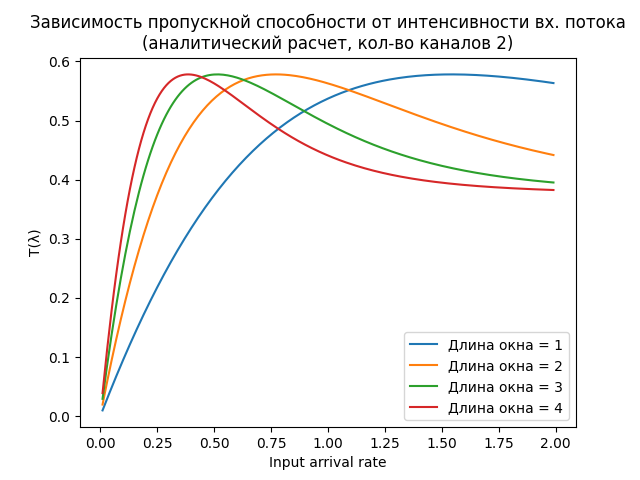 Зависимость пропускной способности от интенсивности вх. потока
(аналитический расчет, кол-во каналов 2)
0.6
0.5
0.4
0.3
0.2
0.1
0.0
T(λ)
Длина окна = 1
Длина окна = 2
Длина окна = 3
Длина окна = 4
0.00 0.25 0.50 0.75 1.00 1.25 1.50 1.75 2.00
Input arrival rate